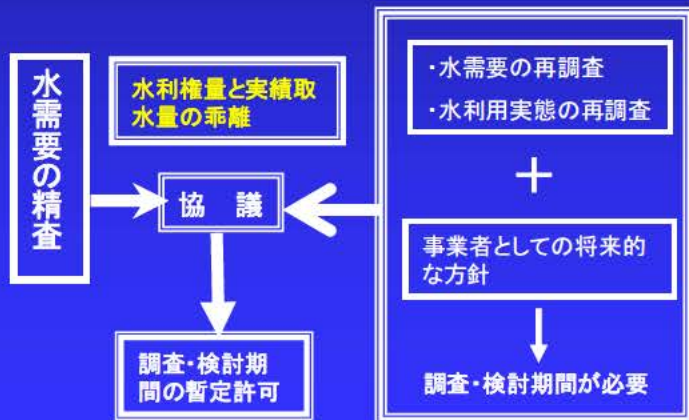 水需要の精査
水利権量と実績取
水量の乖離
協　議
調査・検討期
間の暫定許可
・水需要の再調査
・水利用実態の再調査
＋
事業者としての将来的
な方針
調査・検討期間が必要